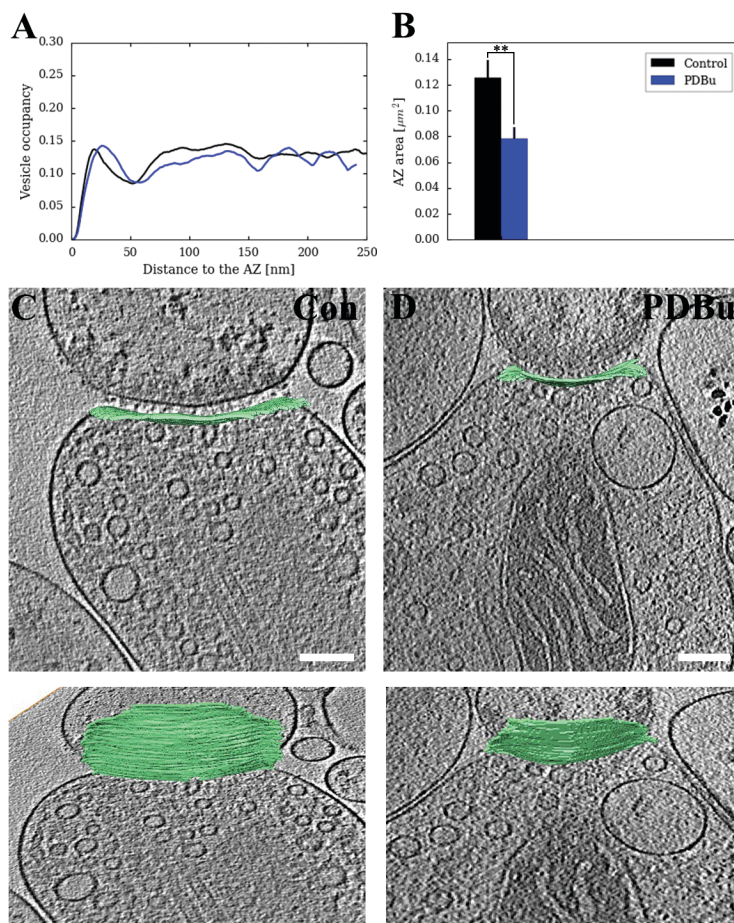 A
Vesicle occupancy
0.30
0.25
0.20
0.15
0.10
0.05
0.00
0 50 100 150 200 250
Distance to the AZ [nm]
B
AZ area [μm²]
0.14
0.12
0.10
0.08
0.06
0.04
0.02
0.00
**
Control
PDBu
C Con
D PDBu